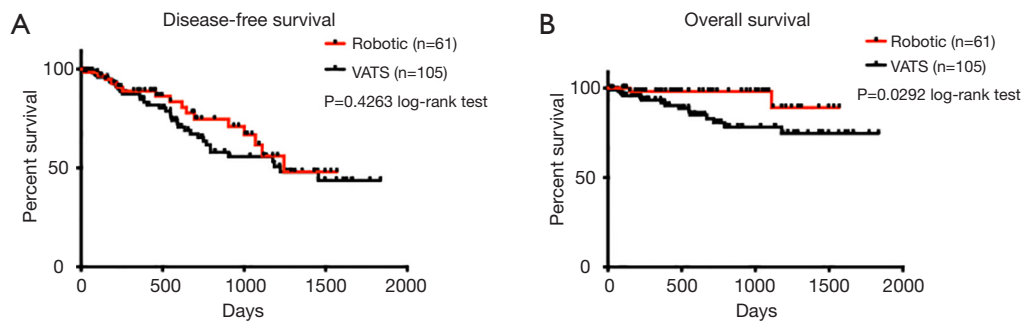 A
Disease-free survival
Robotic (n=61)
VATS (n=105)
P=0.4263 log-rank test
Percent survival
100
50
0
0 500 1000 1500 2000
Days
B
Overall survival
Robotic (n=61)
VATS (n=105)
P=0.0292 log-rank test
Percent survival
100
50
0
0 500 1000 1500 2000
Days